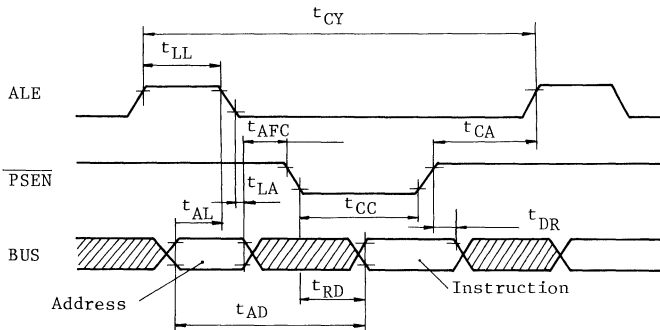 tCY
tLL
ALE
tAFC
tCA
PSEN
tLA
tAL
tCC
tDR
BUS
tRD
Address
Instruction
tAD